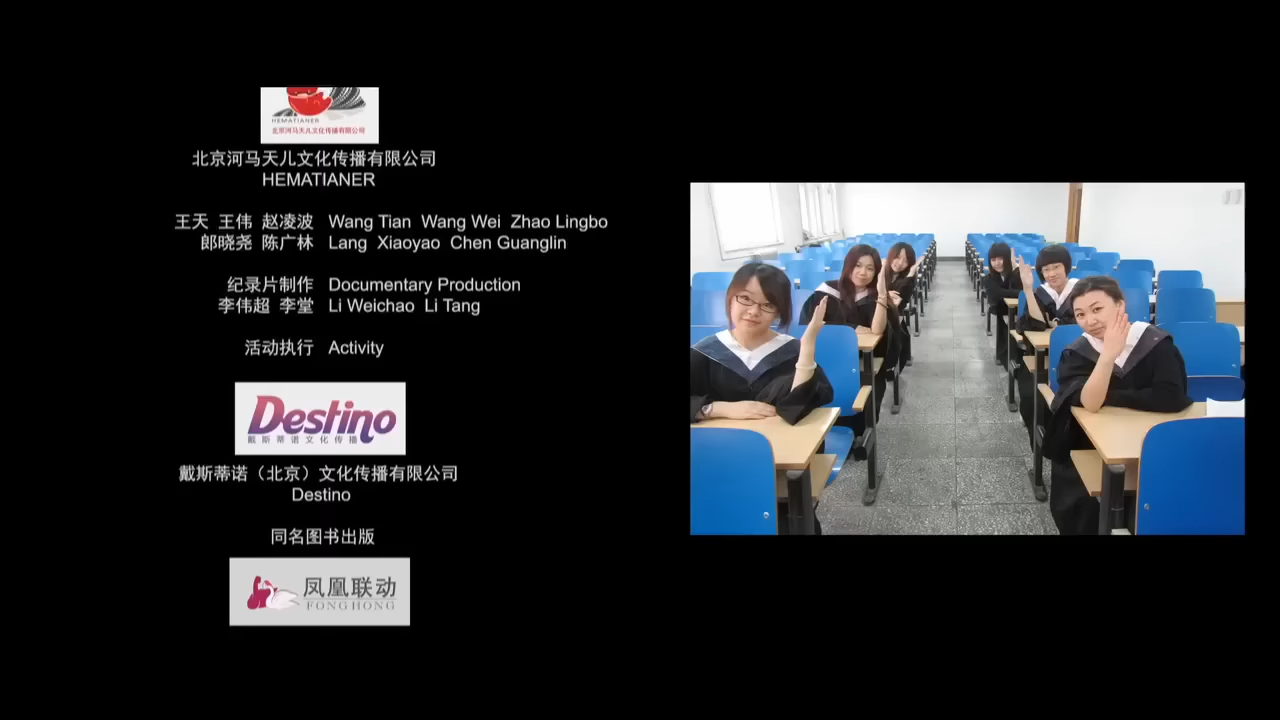 HEMATIANER
北京河马天儿文化传播有限公司
北京河马天儿文化传播有限公司
HEMATIANER
王天 王伟 赵凌波 Wang Tian Wang Wei Zhao Lingbo
郎晓尧 陈广林 Lang Xiaoyao Chen Guanglin
纪录片制作 Documentary Production
李伟超 李堂 Li Weichao Li Tang
活动执行 Activity
Destino
戴斯蒂诺文化传播
戴斯蒂诺（北京）文化传播有限公司
Destino
同名图书出版
凤凰联动
FONGHONG